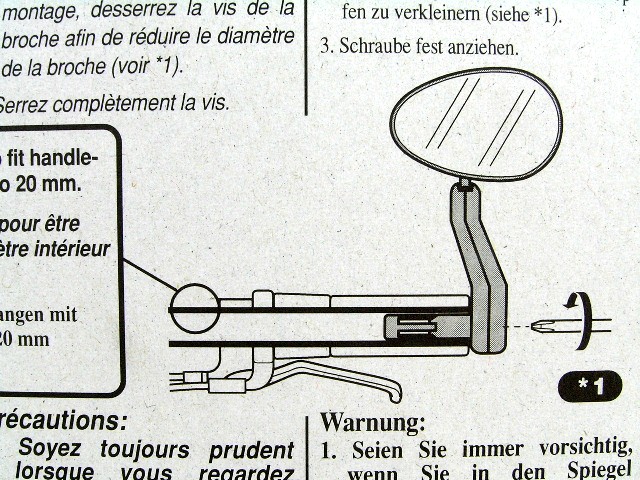 montage, desserrez la vis de la
broche afin de réduire le diamètre
de la broche (voir *1).
Serrez complètement la vis.
fit handle-
o 20 mm.
pour être
ètre intérieur
angen mit
20 mm
fen zu verkleinern (siehe *1).
3. Schraube fest anziehen.
*1
récautions:
Soyez toujours prudent
lorsque vous regardez
Warnung:
1. Seien Sie immer vorsichtig,
wenn Sie in den Spiegel